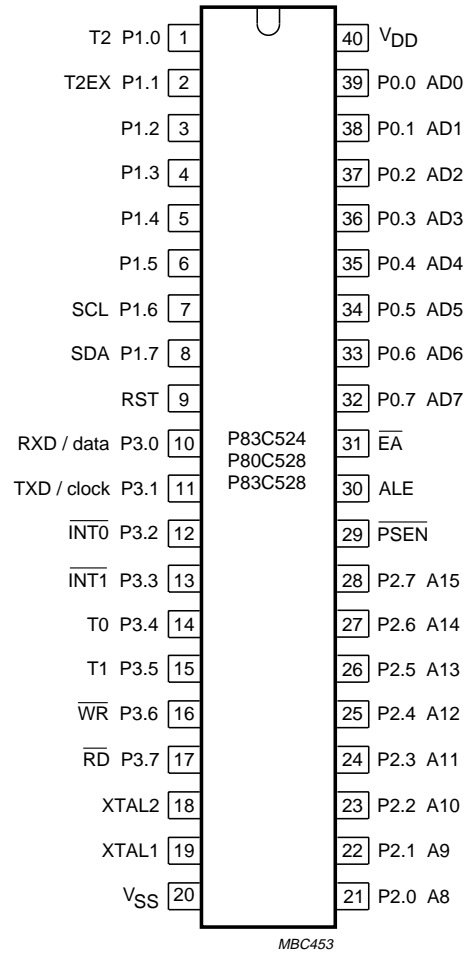 T2 P1.0 1
T2EX P1.1 2
P1.2 3
P1.3 4
P1.4 5
P1.5 6
SCL P1.6 7
SDA P1.7 8
RST 9
RXD / data P3.0 10
TXD / clock P3.1 11
INT0 P3.2 12
INT1 P3.3 13
T0 P3.4 14
T1 P3.5 15
WR P3.6 16
RD P3.7 17
XTAL2 18
XTAL1 19
VSS 20
P83C524
P80C528
P83C528
40 VDD
39 P0.0 AD0
38 P0.1 AD1
37 P0.2 AD2
36 P0.3 AD3
35 P0.4 AD4
34 P0.5 AD5
33 P0.6 AD6
32 P0.7 AD7
31 EA
30 ALE
29 PSEN
28 P2.7 A15
27 P2.6 A14
26 P2.5 A13
25 P2.4 A12
24 P2.3 A11
23 P2.2 A10
22 P2.1 A9
21 P2.0 A8
MBC453